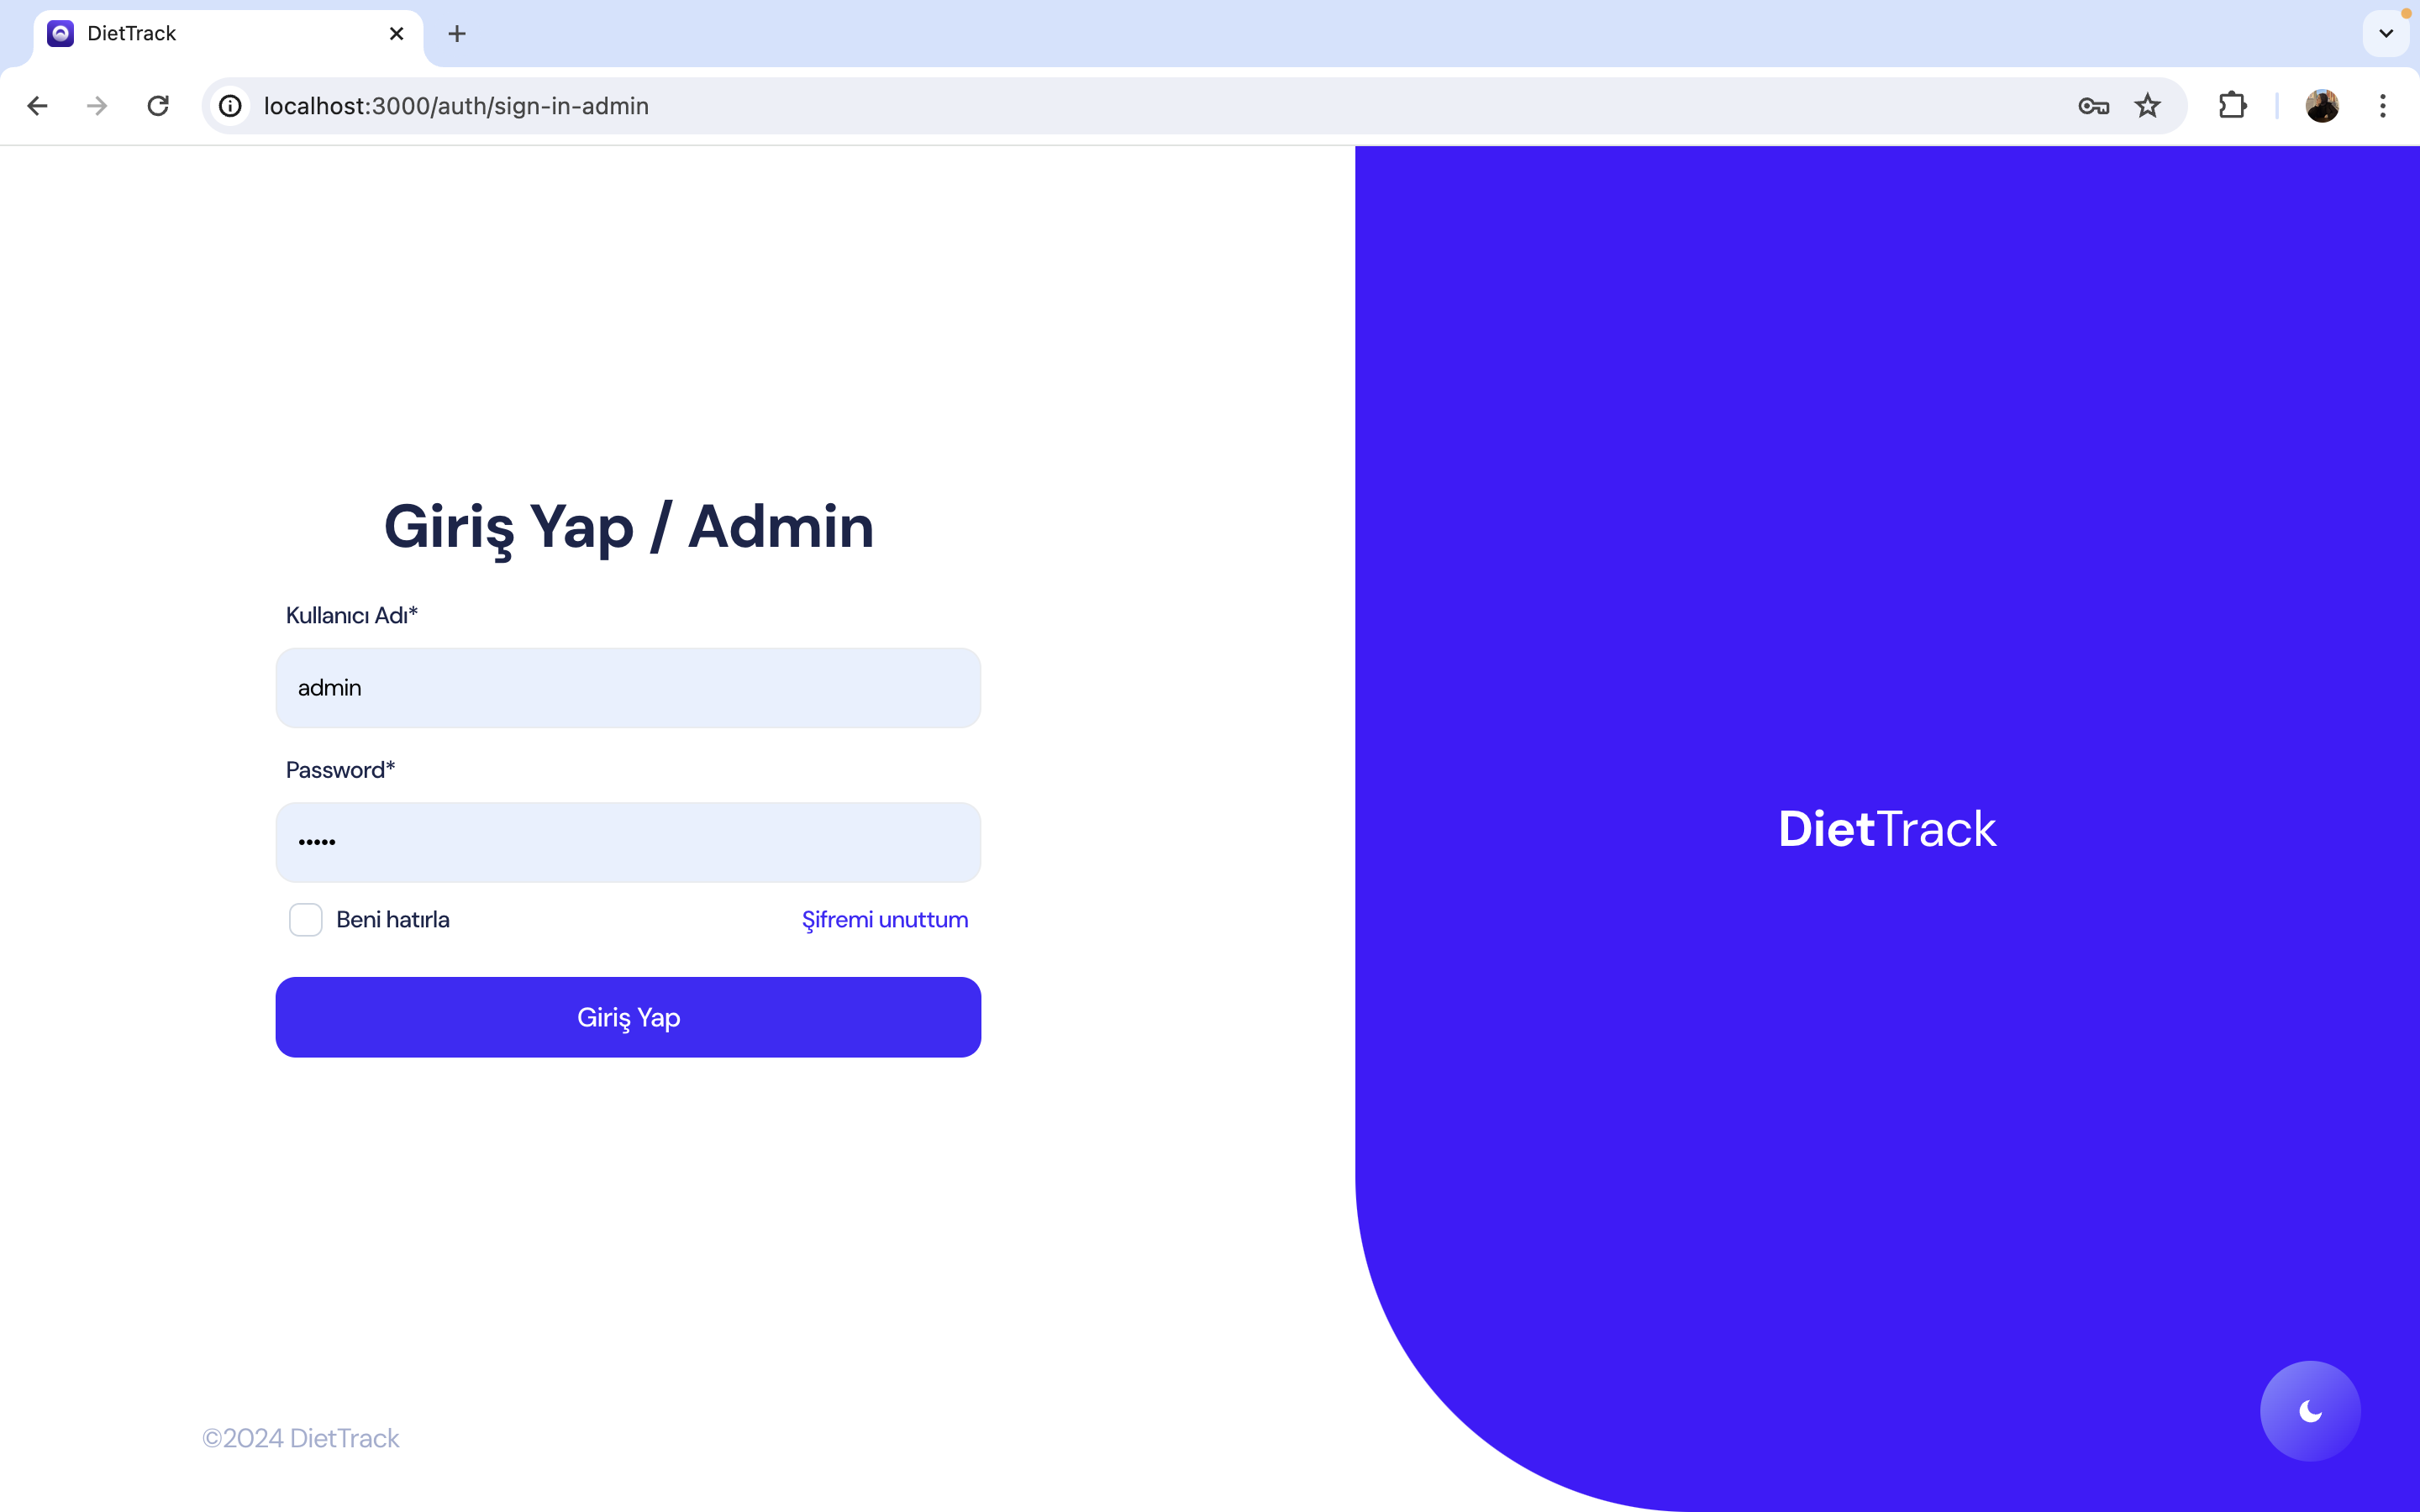 DietTrack
localhost:3000/auth/sign-in-admin
Giriş Yap / Admin
Kullanıcı Adı*
admin
Password*
•••••
Beni hatırla
Şifremi unuttum
Giriş Yap
©2024 DietTrack
DietTrack